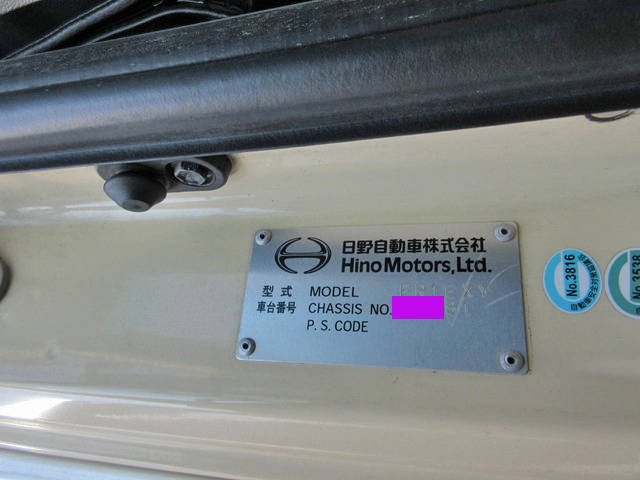 日野自動車株式会社
Hino Motors, Ltd.
型式 MODEL
車台番号 CHASSIS NO.
P.S. CODE
No.3816
No.3538